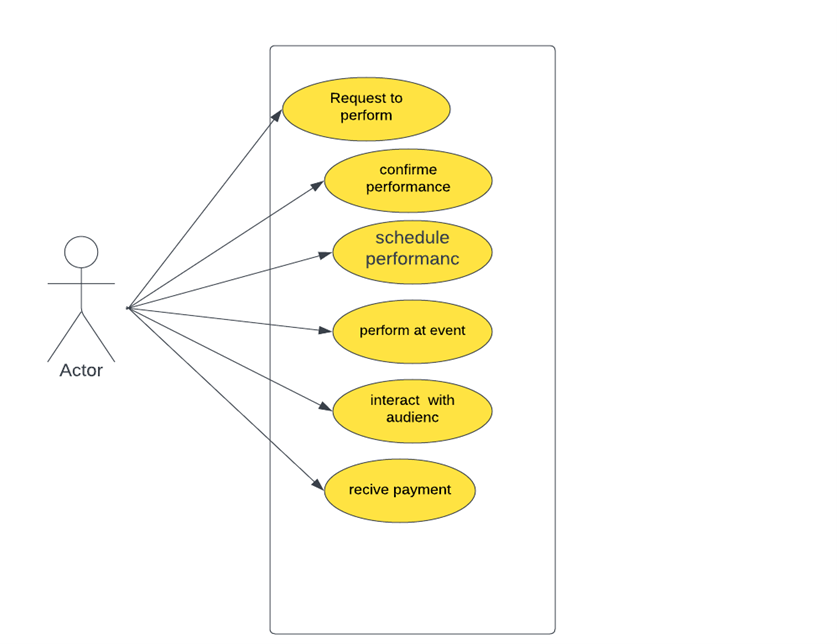 Request to
perform
confirme
performance
schedule
performanc
perform at event
interact  with
audienc
recive payment
Actor